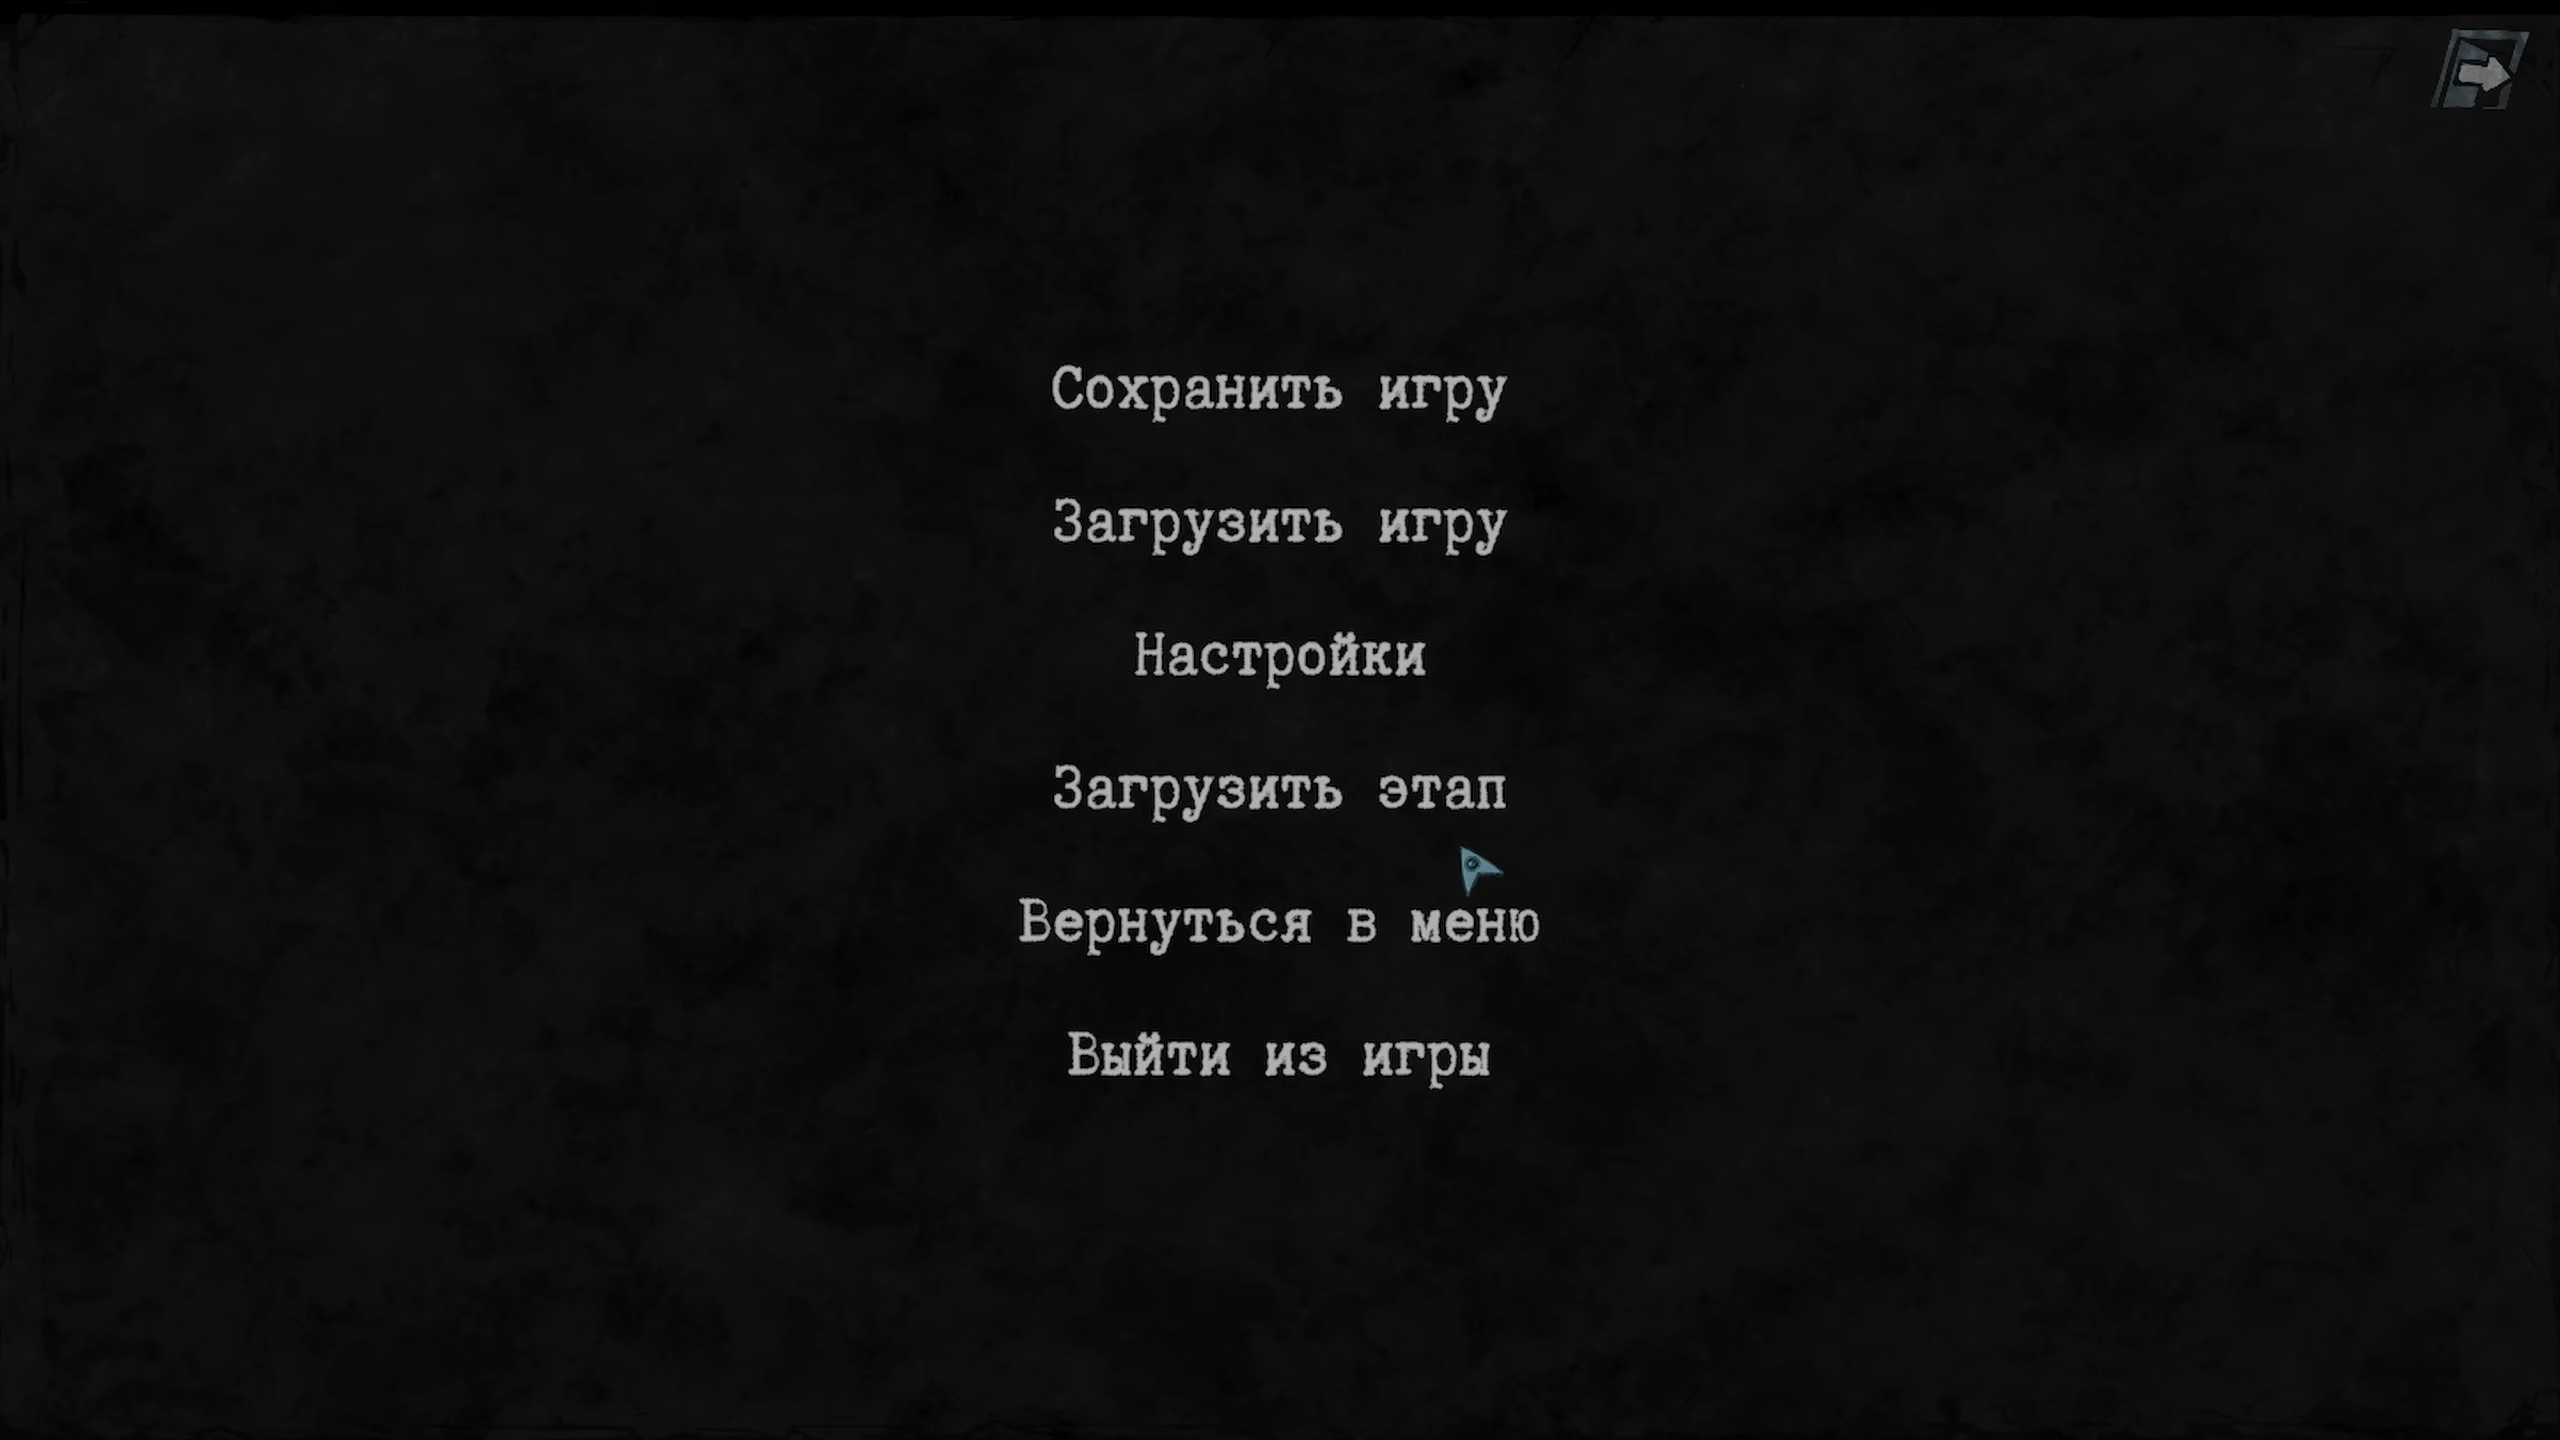 Сохранить игру
Загрузить игру
Настройки
Загрузить этап
Вернуться в меню
Выйти из игры